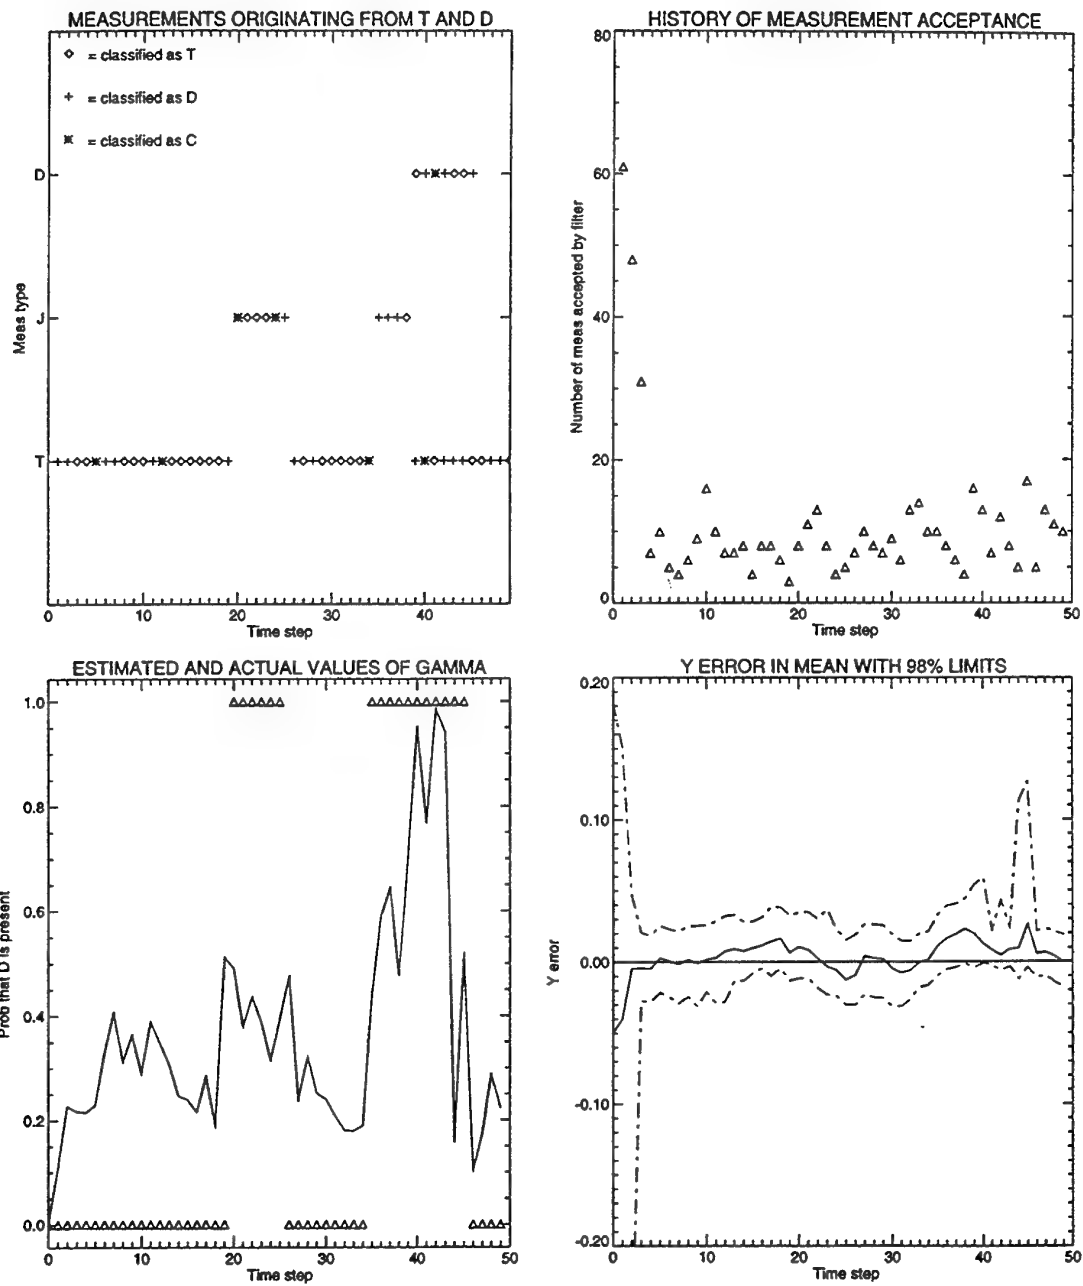 MEASUREMENTS ORIGINATING FROM T AND D
◇ = classified as T
+ = classified as D
* = classified as C
D
J
T
Meas type
0 10 20 30 40
Time step
HISTORY OF MEASUREMENT ACCEPTANCE
80
60
40
20
0
Number of meas accepted by filter
0 10 20 30 40 50
Time step
ESTIMATED AND ACTUAL VALUES OF GAMMA
1.0
0.8
0.6
0.4
0.2
0.0
Prob that D is present
0 10 20 30 40 50
Time step
Y ERROR IN MEAN WITH 98% LIMITS
0.20
0.10
0.00
-0.10
-0.20
Y error
0 10 20 30 40 50
Time step